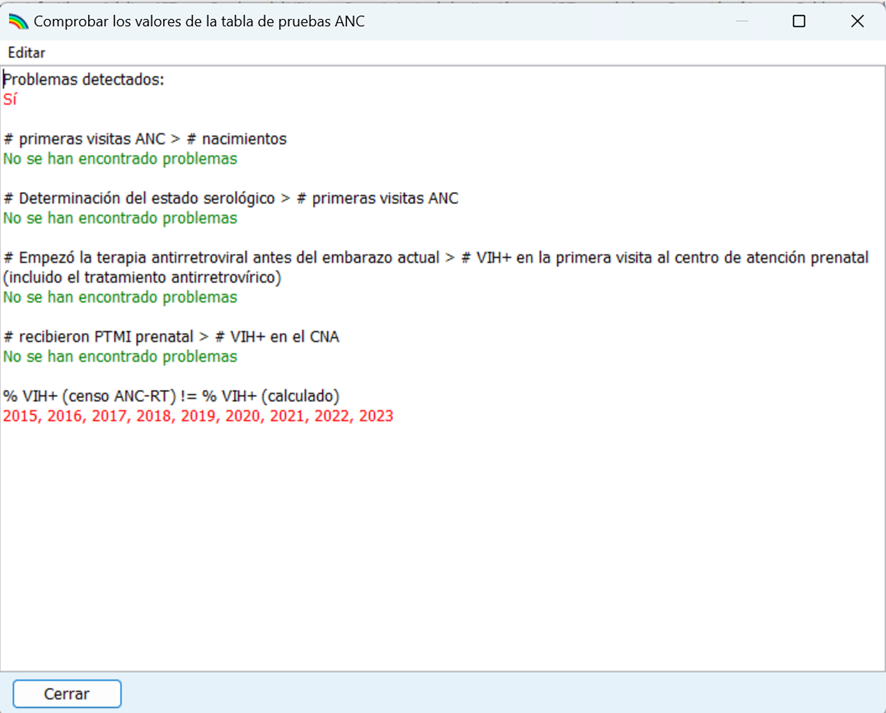 Comprobar los valores de la tabla de pruebas ANC
Editar
Problemas detectados:
Sí
# primeras visitas ANC > # nacimientos
No se han encontrado problemas
# Determinación del estado serológico > # primeras visitas ANC
No se han encontrado problemas
# Empezó la terapia antirretroviral antes del embarazo actual > # VIH+ en la primera visita al centro de atención prenatal
(incluido el tratamiento antirretrovírico)
No se han encontrado problemas
# recibieron PTMI prenatal > # VIH+ en el CNA
No se han encontrado problemas
% VIH+ (censo ANC-RT) != % VIH+ (calculado)
2015, 2016, 2017, 2018, 2019, 2020, 2021, 2022, 2023
Cerrar